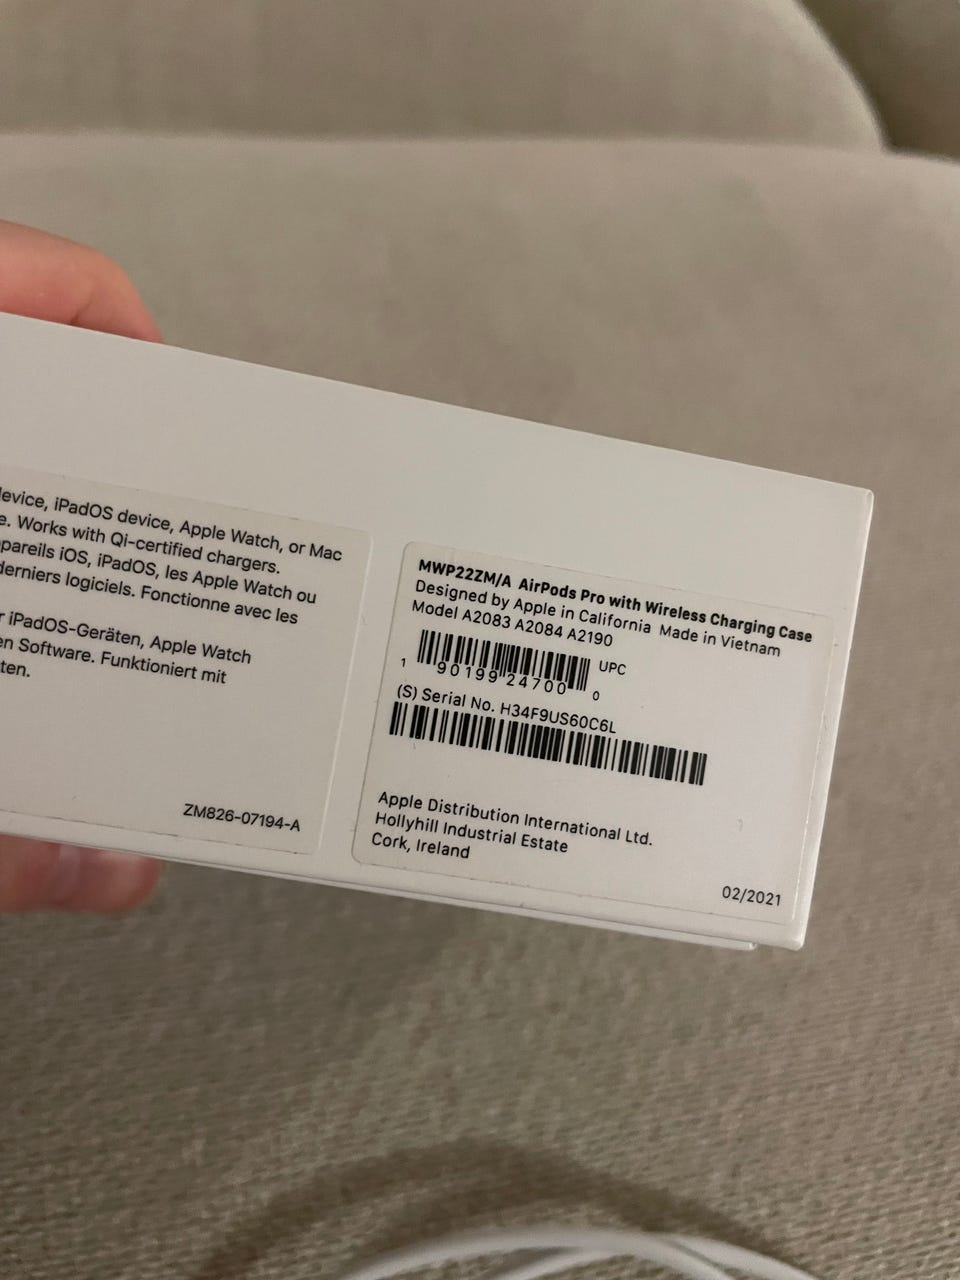 device, iPadOS device, Apple Watch, or Mac
e. Works with Qi-certified chargers.
pareils iOS, iPadOS, les Apple Watch ou
derniers logiciels. Fonctionne avec les
r iPadOS-Geräten, Apple Watch
en Software. Funktioniert mit
ten.
ZM826-07194-A
MWP22ZM/A AirPods Pro with Wireless Charging Case
Designed by Apple in California Made in Vietnam
Model A2083 A2084 A2190
UPC
1 90199 24700 0
(S) Serial No. H34F9US60C6L
Apple Distribution International Ltd.
Hollyhill Industrial Estate
Cork, Ireland
02/2021